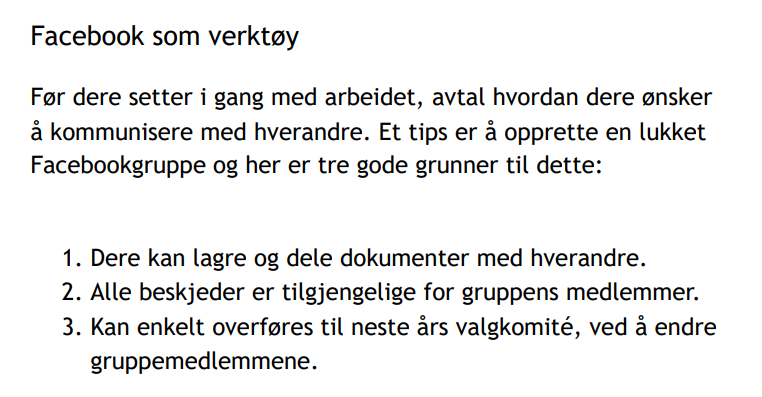 Facebook som verktøy
Før dere setter i gang med arbeidet, avtal hvordan dere ønsker
å kommunisere med hverandre. Et tips er å opprette en lukket
Facebookgruppe og her er tre gode grunner til dette:
1. Dere kan lagre og dele dokumenter med hverandre.
2. Alle beskjeder er tilgjengelige for gruppens medlemmer.
3. Kan enkelt overføres til neste års valgkomité, ved å endre
gruppemedlemmene.